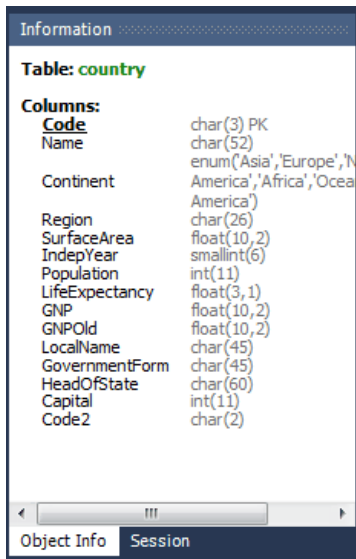 Information
Table: country
Columns:
Code char(3) PK
Name char(52)
enum('Asia','Europe','N
Continent America','Africa','Ocea
America')
Region char(26)
SurfaceArea float(10,2)
IndepYear smallint(6)
Population int(11)
LifeExpectancy float(3,1)
GNP float(10,2)
GNPOld float(10,2)
LocalName char(45)
GovernmentForm char(45)
HeadOfState char(60)
Capital int(11)
Code2 char(2)
Object Info Session